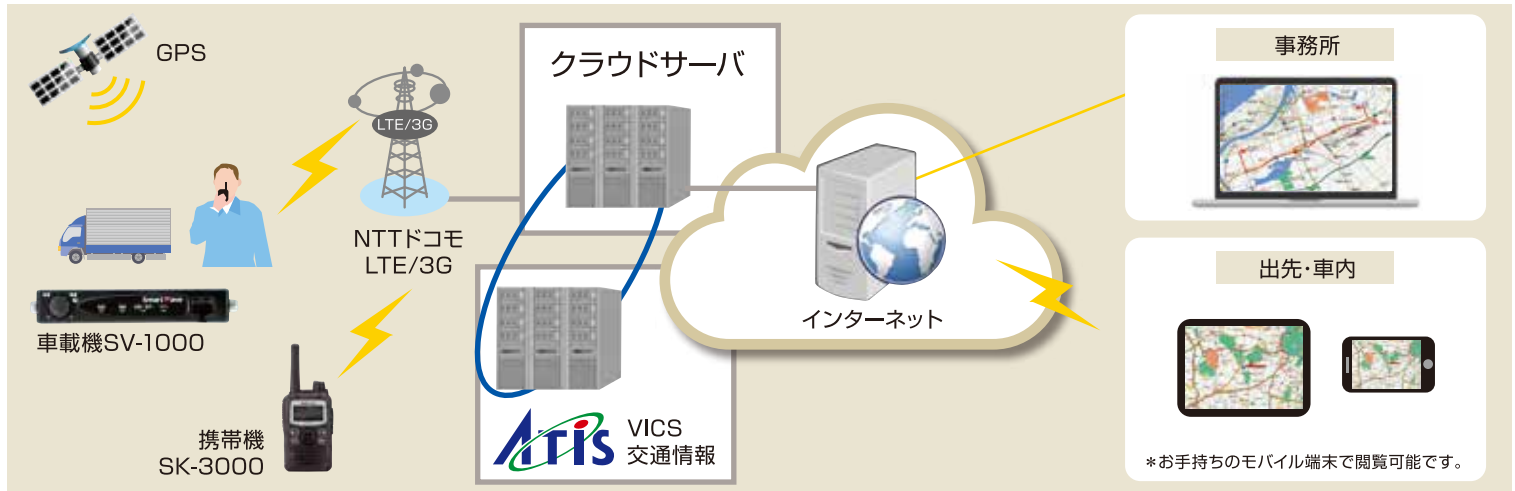 GPS
LTE/3G
NTTドコモ
LTE/3G
車載機SV-1000
携帯機
SK-3000
クラウドサーバ
ATIS
VICS
交通情報
インターネット
事務所
出先・車内
*お手持ちのモバイル端末で閲覧可能です。